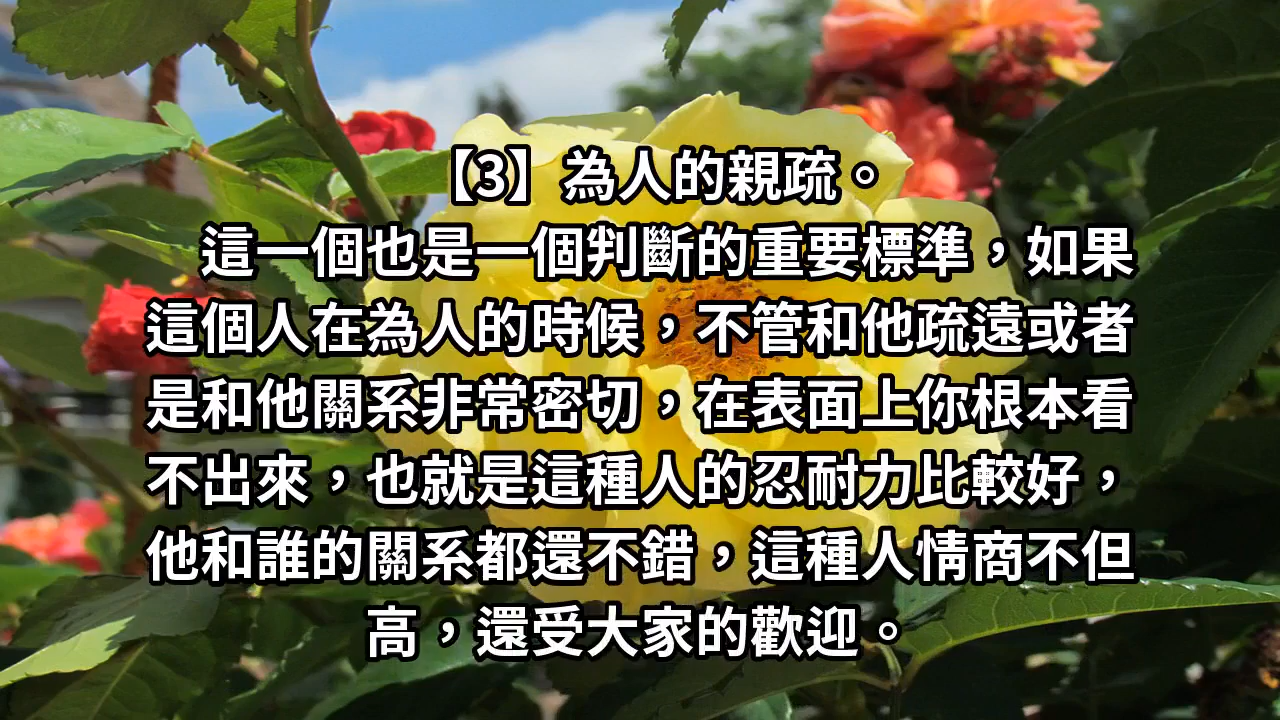 【3】為人的親疏。
這一個也是一個判斷的重要標準，如果
這個人在為人的時候，不管和他疏遠或者
是和他關系非常密切，在表面上你根本看
不出來，也就是這種人的忍耐力比較好，
他和誰的關系都還不錯，這種人情商不但
高，還受大家的歡迎。